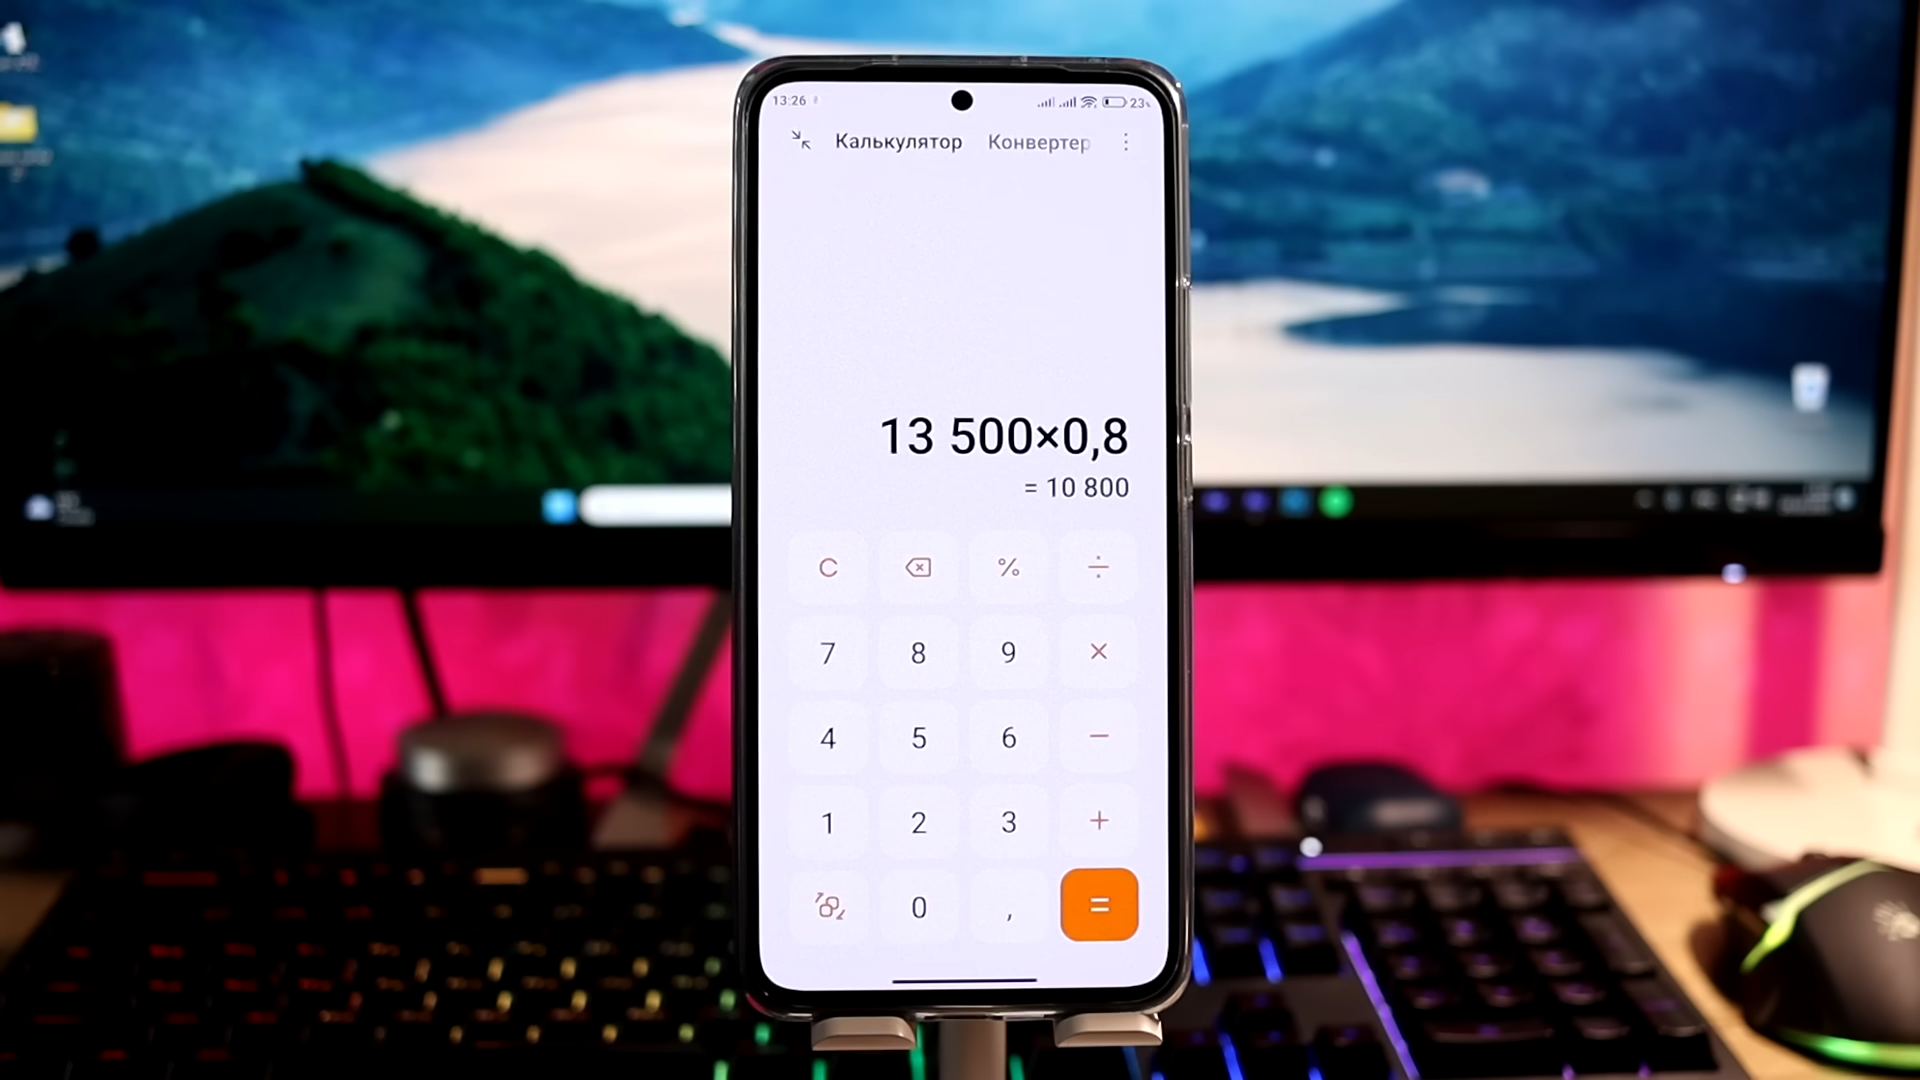 13:26 23%
Калькулятор Конвертер
13 500×0,8
= 10 800
C % ÷
7 8 9 ×
4 5 6 −
1 2 3 +
0 , =